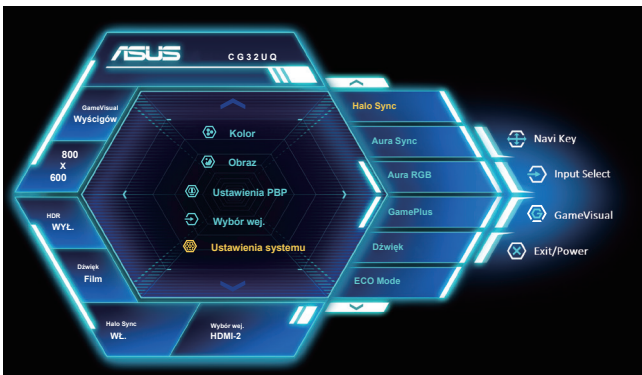 ASUS
CG32UQ
GameVisual
Wyścigów
800
X
600
HDR
WYŁ.
Dźwięk
Film
Halo Sync
WŁ.
Wybór wej.
HDMI-2
Kolor
Obraz
Ustawienia PBP
Wybór wej.
Ustawienia systemu
Halo Sync
Aura Sync
Aura RGB
GamePlus
Dźwięk
ECO Mode
Navi Key
Input Select
GameVisual
Exit/Power